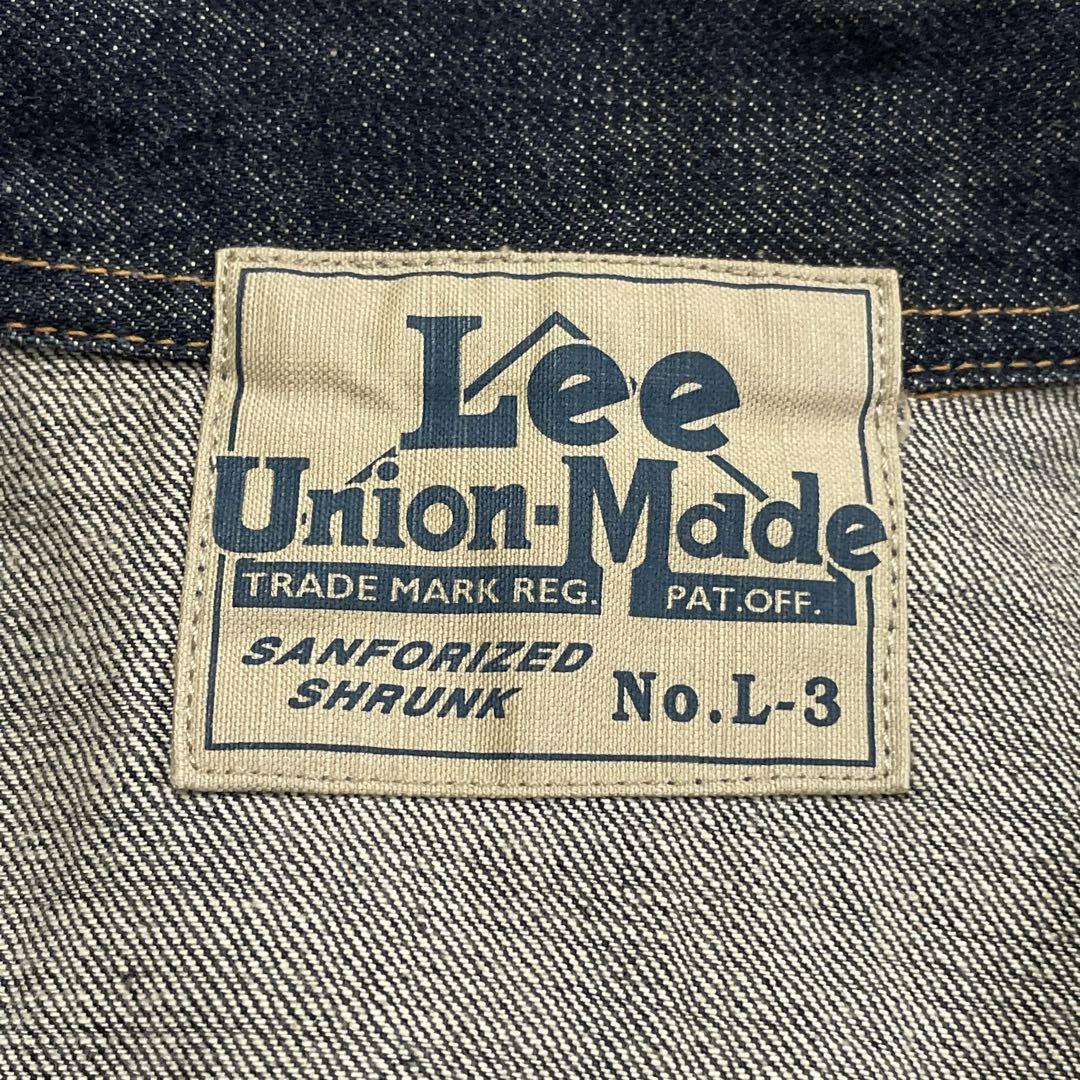 Lee
Union-Made
TRADE MARK REG. PAT.OFF.
SANFORIZED
SHRUNK
No.L-3